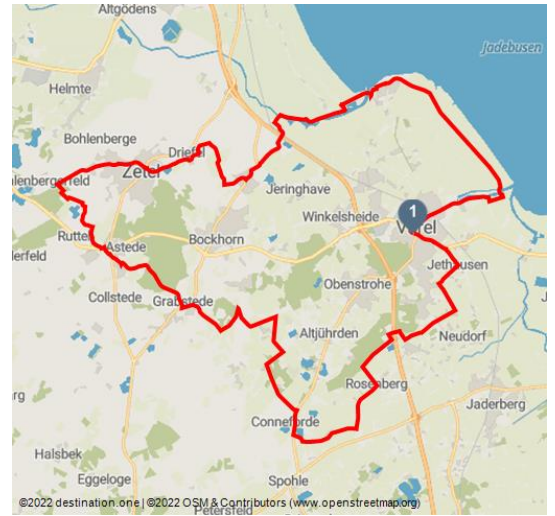 Altgödens
Jadebusen
Helmte
Bohlenberge
Driefel
Zetel
Jeringhave
Winkelsheide
1
Varel
Bockhorn
Astede
Jethausen
Obenstrohe
Collstede
Grabstede
Altjührden
Neudorf
Rosenberg
Jaderberg
Conneforde
Halsbek
Spohle
Eggeloge
Petersfeld
©2022 destination.one | ©2022 OSM & Contributors (www.openstreetmap.org)